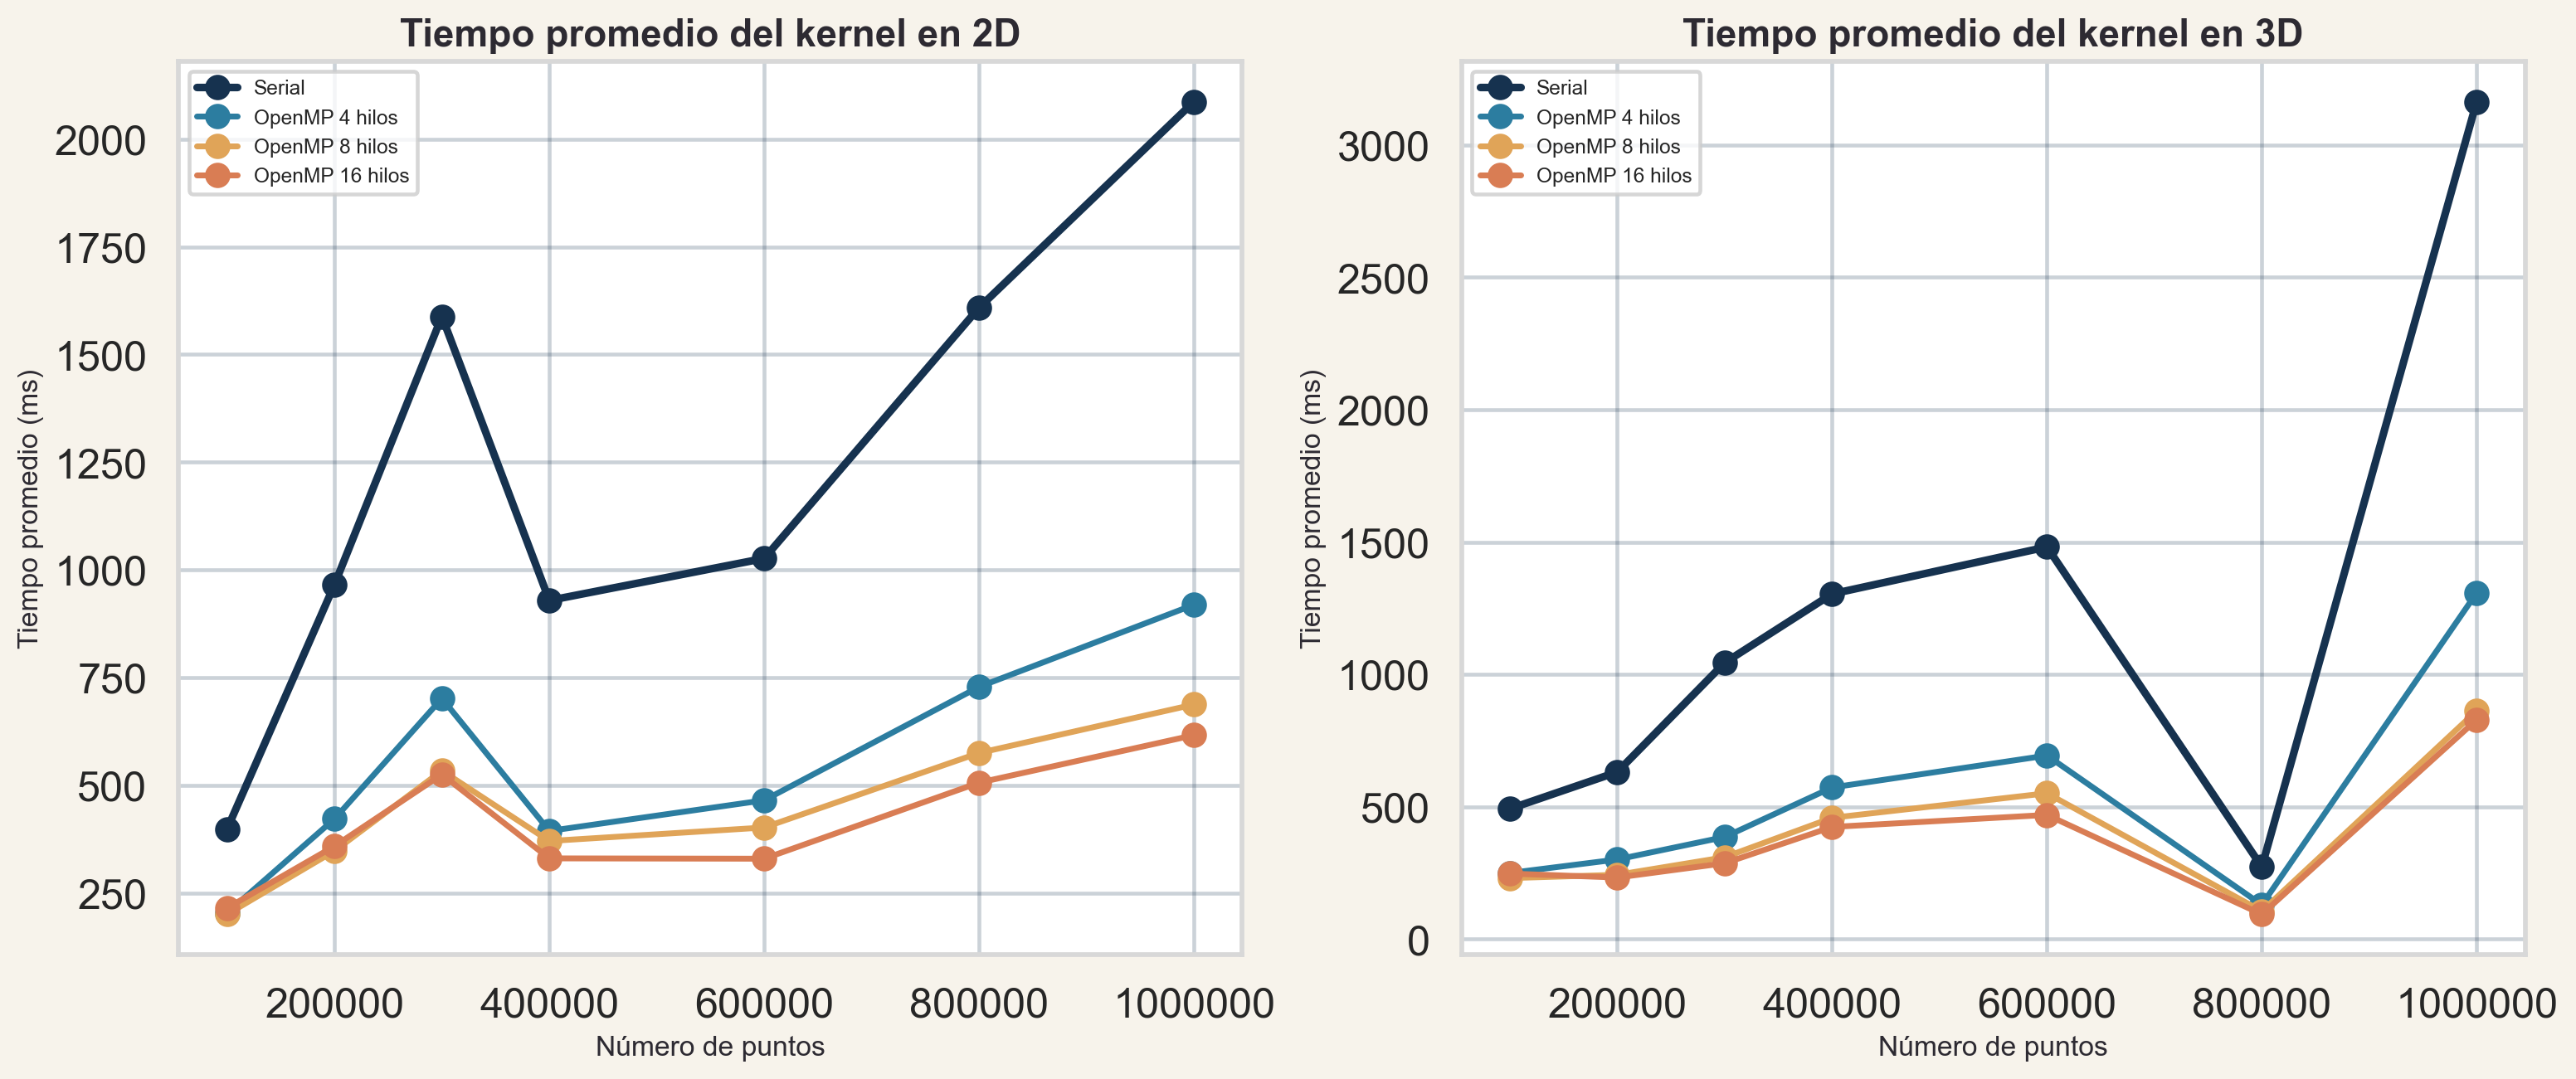 Tiempo promedio del kernel en 2D
Serial
OpenMP 4 hilos
OpenMP 8 hilos
OpenMP 16 hilos
2000
1750
1500
1250
1000
750
500
250
Tiempo promedio (ms)
200000 400000 600000 800000 1000000
Número de puntos
Tiempo promedio del kernel en 3D
Serial
OpenMP 4 hilos
OpenMP 8 hilos
OpenMP 16 hilos
3000
2500
2000
1500
1000
500
0
Tiempo promedio (ms)
200000 400000 600000 800000 1000000
Número de puntos